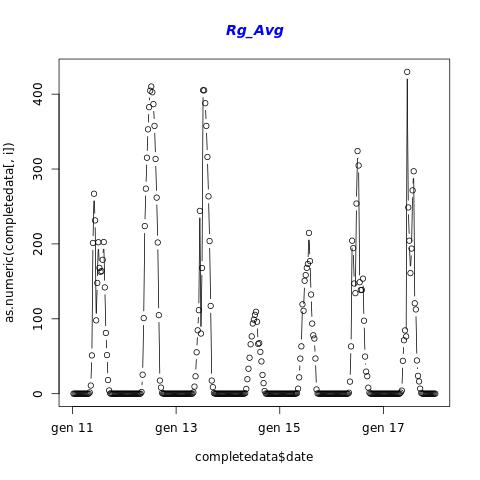 Rg_Avg
as.numeric(completedata[, i])
400
300
200
100
0
gen 11
gen 13
gen 15
gen 17
completedata$date